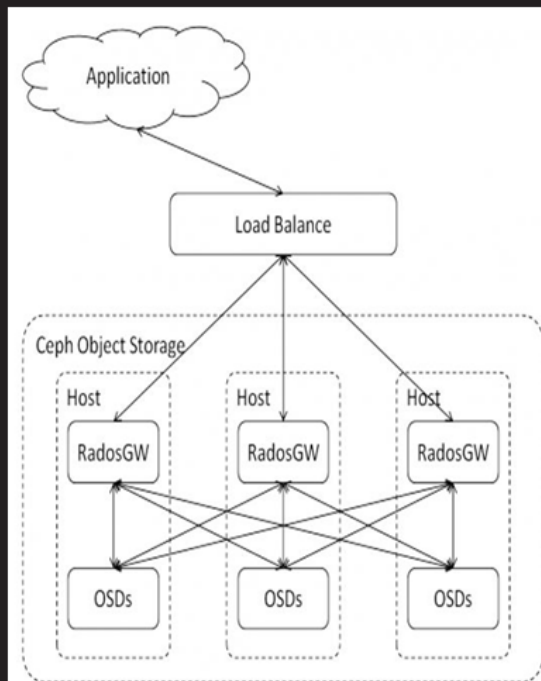 Application
Load Balance
Ceph Object Storage
Host
Host
Host
RadosGW
RadosGW
RadosGW
OSDs
OSDs
OSDs